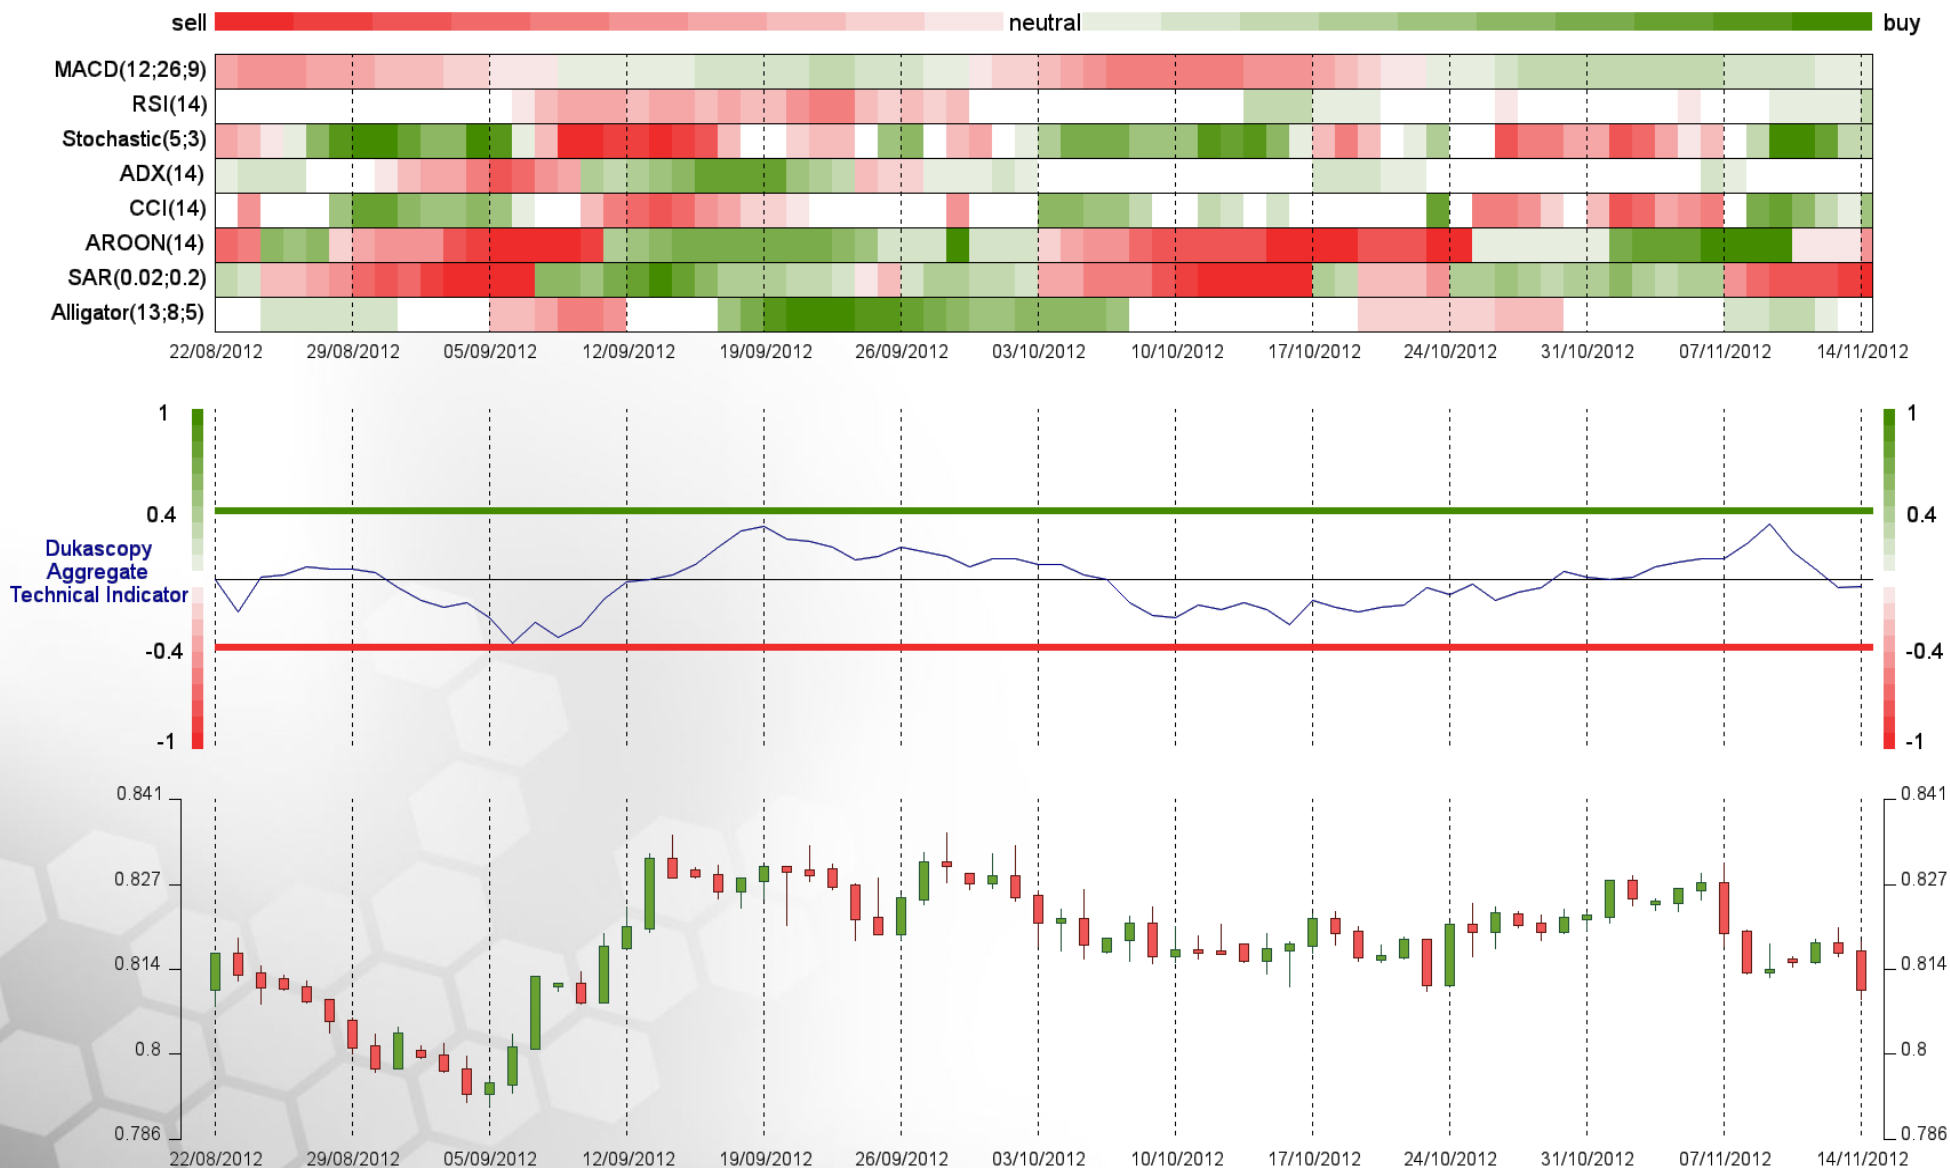 sell neutral buy
MACD(12;26;9)
RSI(14)
Stochastic(5;3)
ADX(14)
CCI(14)
AROON(14)
SAR(0.02;0.2)
Alligator(13;8;5)
22/08/2012 29/08/2012 05/09/2012 12/09/2012 19/09/2012 26/09/2012 03/10/2012 10/10/2012 17/10/2012 24/10/2012 31/10/2012 07/11/2012 14/11/2012
1 1
0.4 0.4
Dukascopy
Aggregate
Technical Indicator
-0.4 -0.4
-1 -1
0.841 0.841
0.827 0.827
0.814 0.814
0.8 0.8
0.786 0.786
22/08/2012 29/08/2012 05/09/2012 12/09/2012 19/09/2012 26/09/2012 03/10/2012 10/10/2012 17/10/2012 24/10/2012 31/10/2012 07/11/2012 14/11/2012